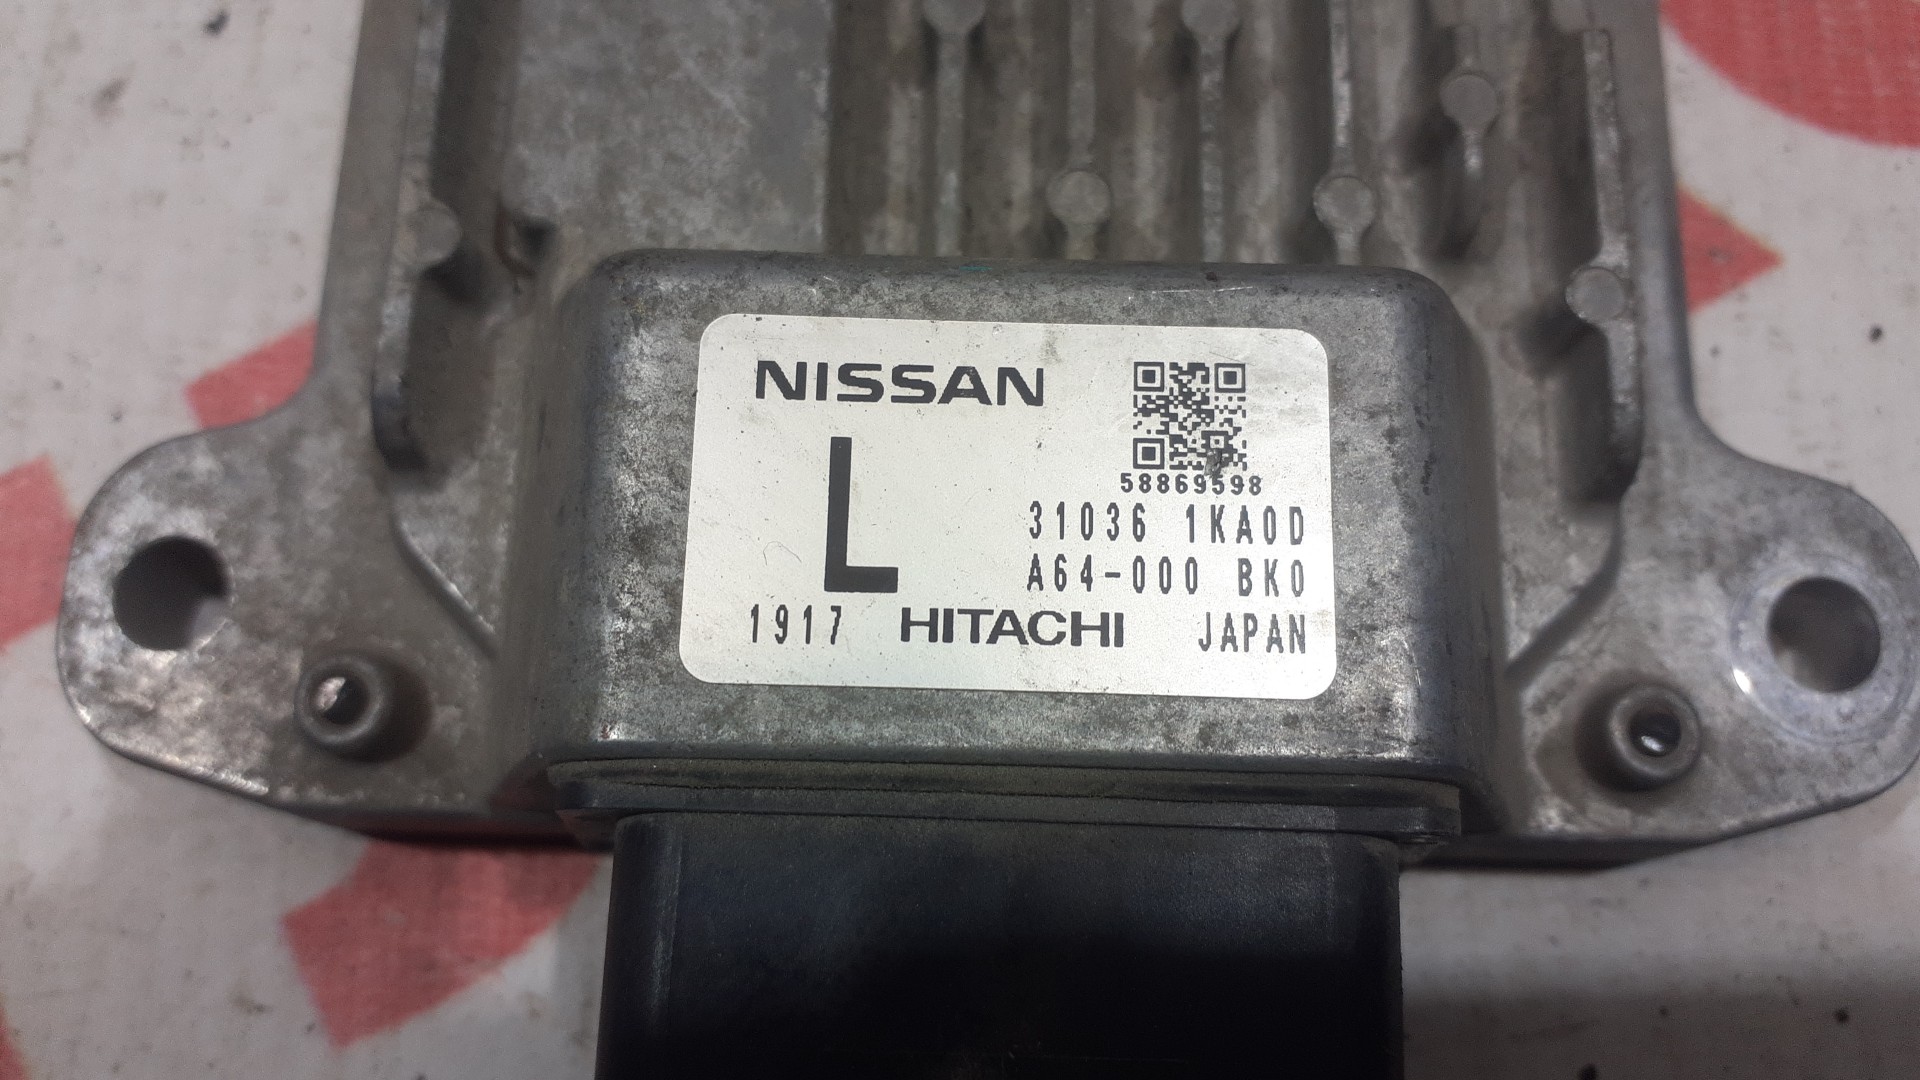 NISSAN
L
58869598
31036 1KA0D
A64-000 BK0
1917 HITACHI JAPAN